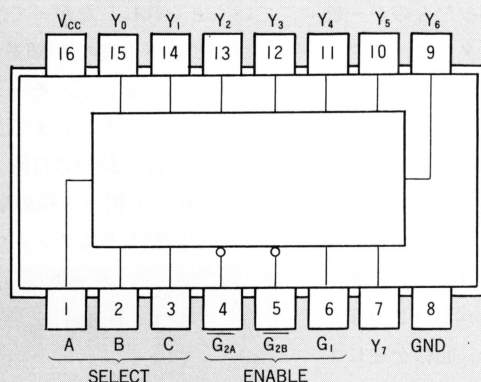 VCC Y0 Y1 Y2 Y3 Y4 Y5 Y6
16 15 14 13 12 11 10 9
1 2 3 4 5 6 7 8
A B C G2A G2B G1 Y7 GND
SELECT ENABLE